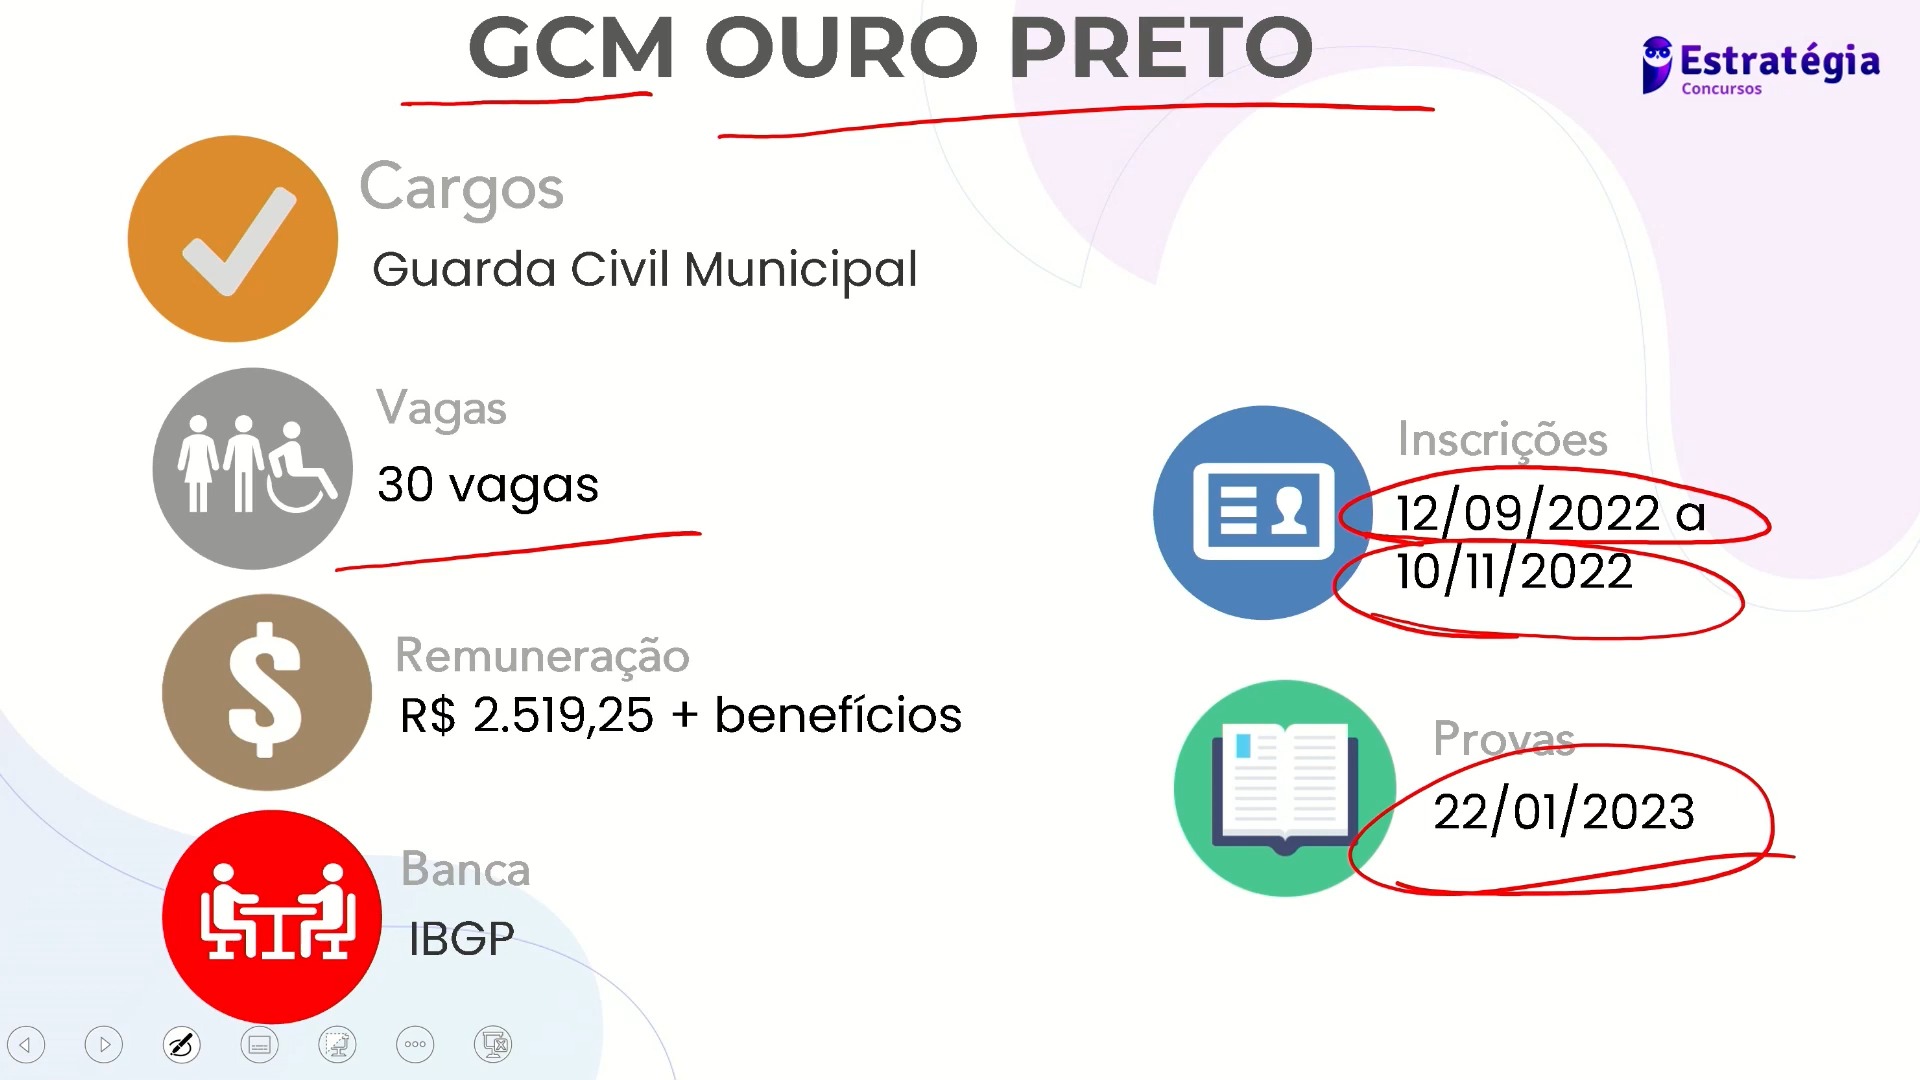 GCM OURO PRETO
Estratégia
Concursos
Cargos
Guarda Civil Municipal
Vagas
30 vagas
Remuneração
R$ 2.519,25 + benefícios
Banca
IBGP
Inscrições
12/09/2022 a
10/11/2022
Provas
22/01/2023